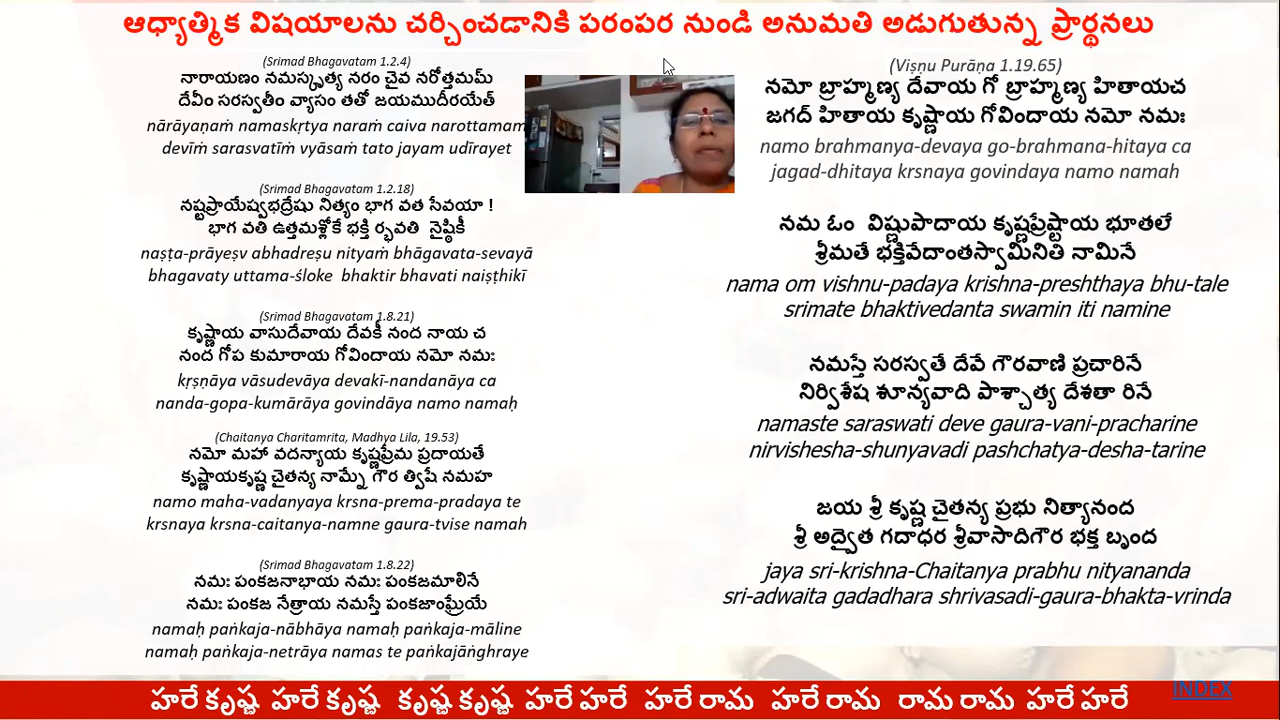 ఆధ్యాత్మిక విషయాలను చర్చించడానికి పరంపర నుండి అనుమతి అడుగుతున్న ప్రార్థనలు
(Srimad Bhagavatam 1.2.4)
నారాయణం నమస్కృత్య నరం చైవ నరోత్తమమ్
దేవీం సరస్వతీం వ్యాసం తతో జయముదీరయేత్
nārāyaṇaṁ namaskṛtya naraṁ caiva narottamam
devīṁ sarasvatīṁ vyāsaṁ tato jayam udīrayet
(Srimad Bhagavatam 1.2.18)
నష్టప్రాయేష్వభద్రేషు నిత్యం భాగ వత సేవయా !
భాగ వతి ఉత్తమశ్లోకే భక్తి ర్భవతి నైష్ఠికీ
naṣṭa-prāyeṣv abhadreṣu nityaṁ bhāgavata-sevayā
bhagavaty uttama-śloke bhaktir bhavati naiṣṭhikī
(Srimad Bhagavatam 1.8.21)
కృష్ణాయ వాసుదేవాయ దేవకీ నంద నాయ చ
నంద గోప కుమారాయ గోవిందాయ నమో నమః
kṛṣṇāya vāsudevāya devakī-nandanāya ca
nanda-gopa-kumārāya govindāya namo namaḥ
(Chaitanya Charitamrita, Madhya Lila, 19.53)
నమో మహా వదన్యాయ కృష్ణప్రేమ ప్రదాయతే
కృష్ణాయకృష్ణ చైతన్య నామ్నే గౌర త్విషే నమహ
namo maha-vadanyaya krsna-prema-pradaya te
krsnaya krsna-caitanya-namne gaura-tvise namah
(Srimad Bhagavatam 1.8.22)
నమః పంకజనాభాయ నమః పంకజమాలినే
నమః పంకజ నేత్రాయ నమస్తే పంకజాంఘ్రేయే
namaḥ paṅkaja-nābhāya namaḥ paṅkaja-māline
namaḥ paṅkaja-netrāya namas te paṅkajāṅghraye
(Viṣṇu Purāṇa 1.19.65)
నమో బ్రాహ్మణ్య దేవాయ గో బ్రాహ్మణ్య హితాయచ
జగద్ హితాయ కృష్ణాయ గోవిందాయ నమో నమః
namo brahmanya-devaya go-brahmana-hitaya ca
jagad-dhitaya krsnaya govindaya namo namah
నమ ఓం విష్ణుపాదాయ కృష్ణప్రేష్టాయ భూతలే
శ్రీమతే భక్తివేదాంతస్వామినితి నామినే
nama om vishnu-padaya krishna-preshthaya bhu-tale
srimate bhaktivedanta swamin iti namine
నమస్తే సరస్వతే దేవే గౌరవాణి ప్రచారినే
నిర్విశేష శూన్యవాది పాశ్చాత్య దేశతా రినే
namaste saraswati deve gaura-vani-pracharine
nirvishesha-shunyavadi pashchatya-desha-tarine
జయ శ్రీ కృష్ణ చైతన్య ప్రభు నిత్యానంద
శ్రీ అద్వైత గదాధర శ్రీవాసాదిగౌర భక్త బృంద
jaya sri-krishna-Chaitanya prabhu nityananda
sri-adwaita gadadhara shrivasadi-gaura-bhakta-vrinda
హరే కృష్ణ హరే కృష్ణ కృష్ణ కృష్ణ హరే హరే హరే రామ హరే రామ రామ రామ హరే హరే
INDEX